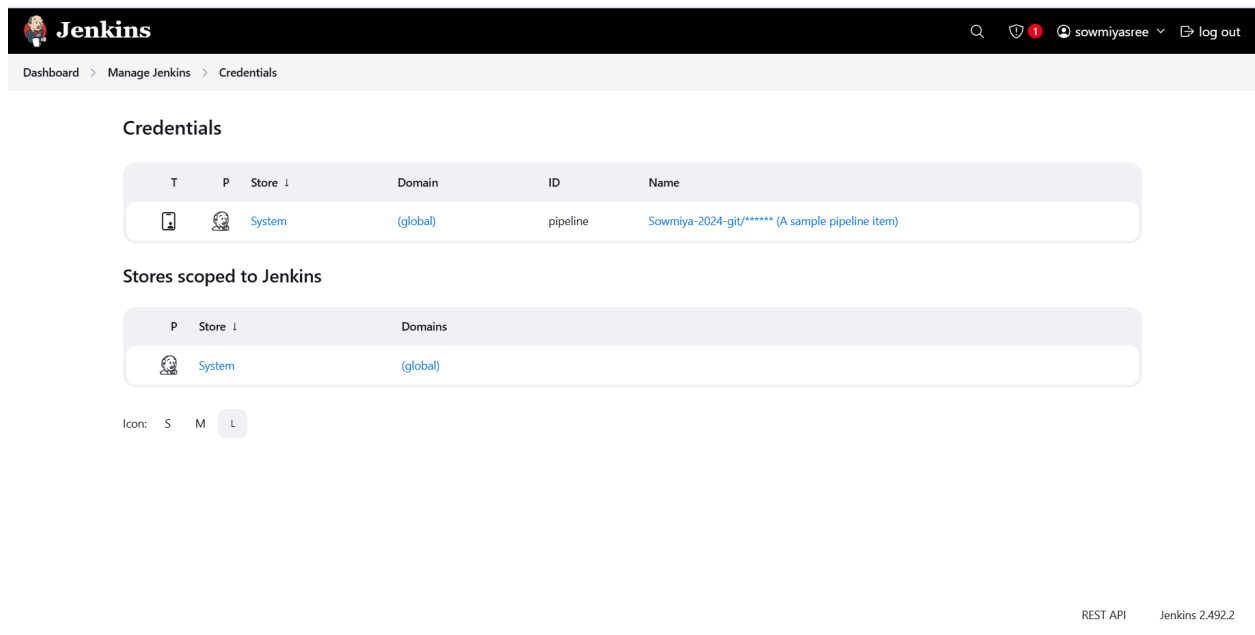 Jenkins 1 sowmiyasree log out
Dashboard > Manage Jenkins > Credentials
Credentials
T P Store ↓ Domain ID Name
System (global) pipeline Sowmiya-2024-git/****** (A sample pipeline item)
Stores scoped to Jenkins
P Store ↓ Domains
System (global)
Icon: S M L
REST API Jenkins 2.492.2